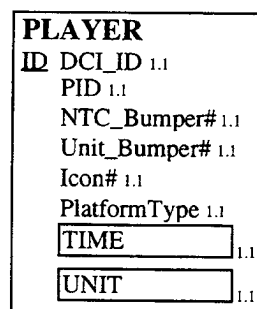 PLAYER
ID DCI_ID 1.1
PID 1.1
NTC_Bumper# 1.1
Unit_Bumper# 1.1
Icon# 1.1
PlatformType 1.1
TIME 1.1
UNIT 1.1